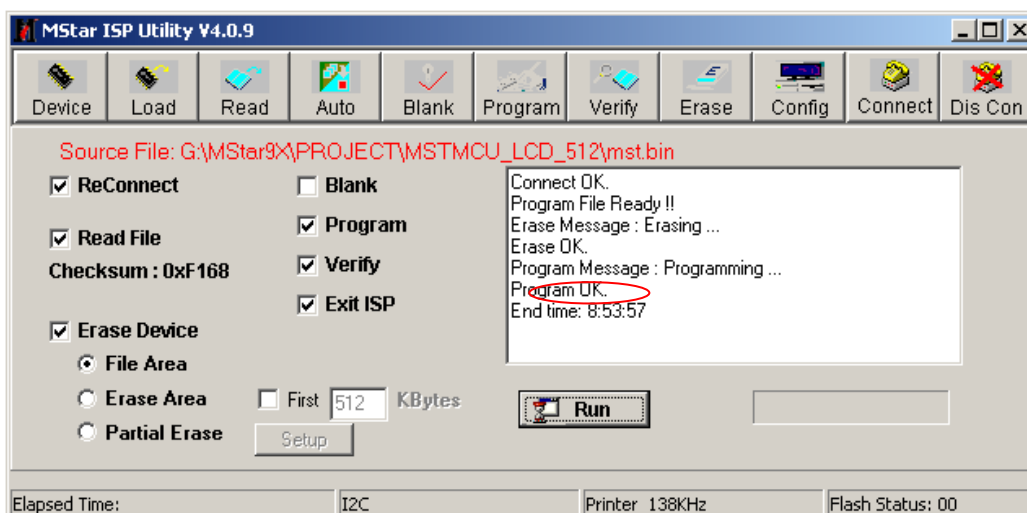 MStar ISP Utility V4.0.9
Device Load Read Auto Blank Program Verify Erase Config Connect Dis Con
Source File: G:\MStar9X\PROJECT\MSTMCU_LCD_512\mst.bin
ReConnect
Read File
Checksum : 0xF168
Erase Device
File Area
Erase Area
Partial Erase
Blank
Program
Verify
Exit ISP
First 512 KBytes
Setup
Connect OK.
Program File Ready !!
Erase Message : Erasing ...
Erase OK.
Program Message : Programming ...
Program OK.
End time: 8:53:57
Run
Elapsed Time: I2C Printer 138KHz Flash Status: 00